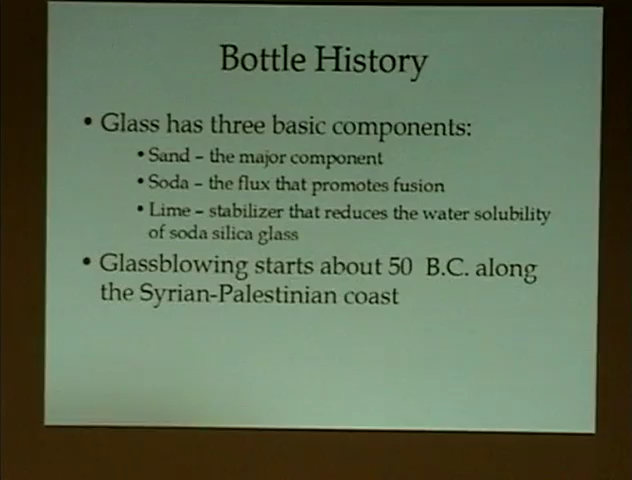 Bottle History
• Glass has three basic components:
• Sand – the major component
• Soda – the flux that promotes fusion
• Lime – stabilizer that reduces the water solubility
of soda silica glass
• Glassblowing starts about 50 B.C. along
the Syrian-Palestinian coast